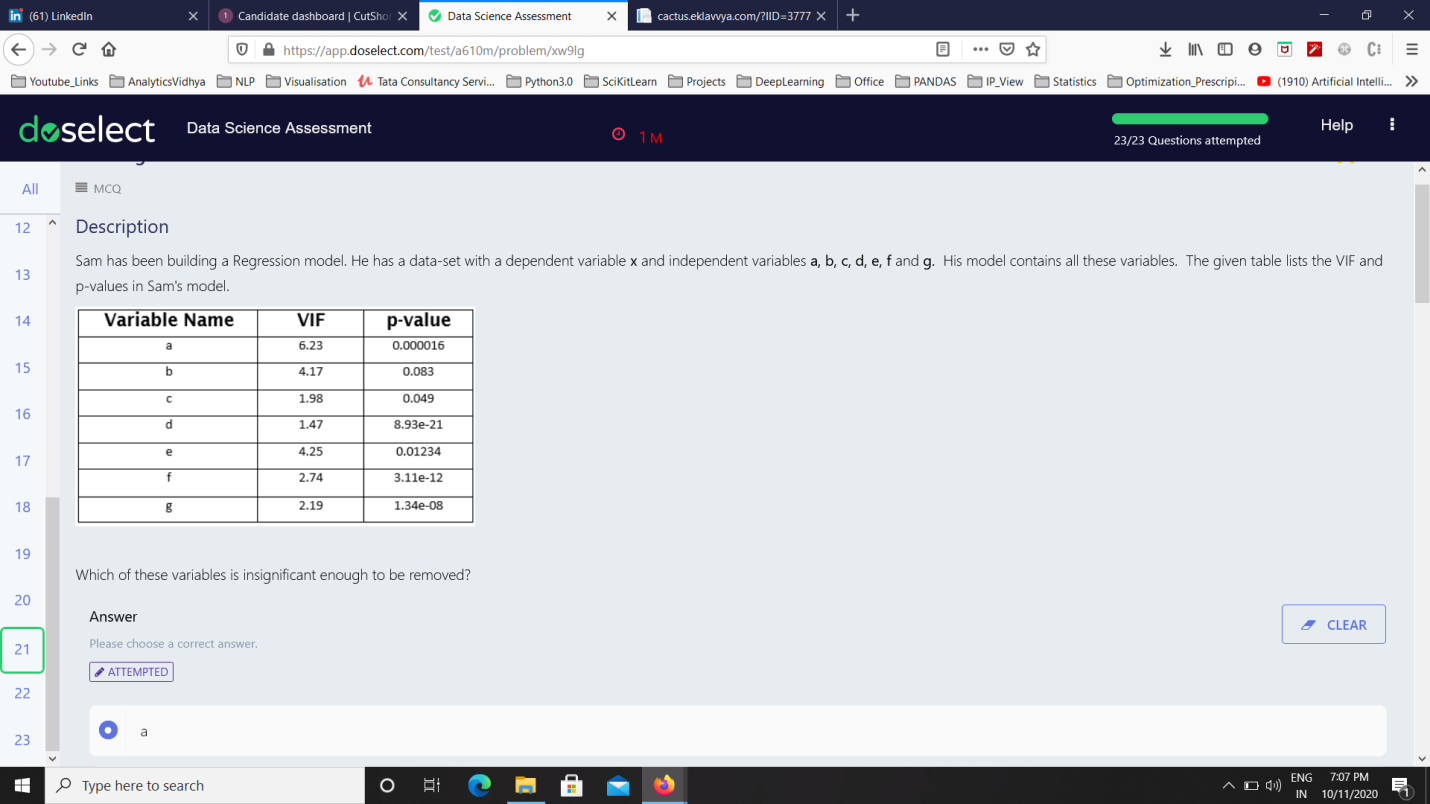 (61) LinkedIn
1 Candidate dashboard | CutSho
Data Science Assessment
cactus.eklavvya.com/?IID=3777
https://app.doselect.com/test/a610m/problem/xw9lg
Youtube_Links AnalyticsVidhya NLP Visualisation Tata Consultancy Servi... Python3.0 SciKitLearn Projects DeepLearning Office PANDAS IP_View Statistics Optimization_Prescripi... (1910) Artificial Intelli...
doselect Data Science Assessment 1 M 23/23 Questions attempted Help
All
12
13
14
15
16
17
18
19
20
21
22
23
MCQ
Description
Sam has been building a Regression model. He has a data-set with a dependent variable x and independent variables a, b, c, d, e, f and g. His model contains all these variables. The given table lists the VIF and
p-values in Sam's model.
Variable Name VIF p-value
a 6.23 0.000016
b 4.17 0.083
c 1.98 0.049
d 1.47 8.93e-21
e 4.25 0.01234
f 2.74 3.11e-12
g 2.19 1.34e-08
Which of these variables is insignificant enough to be removed?
Answer
CLEAR
Please choose a correct answer.
ATTEMPTED
a
Type here to search
ENG
IN
7:07 PM
10/11/2020
1